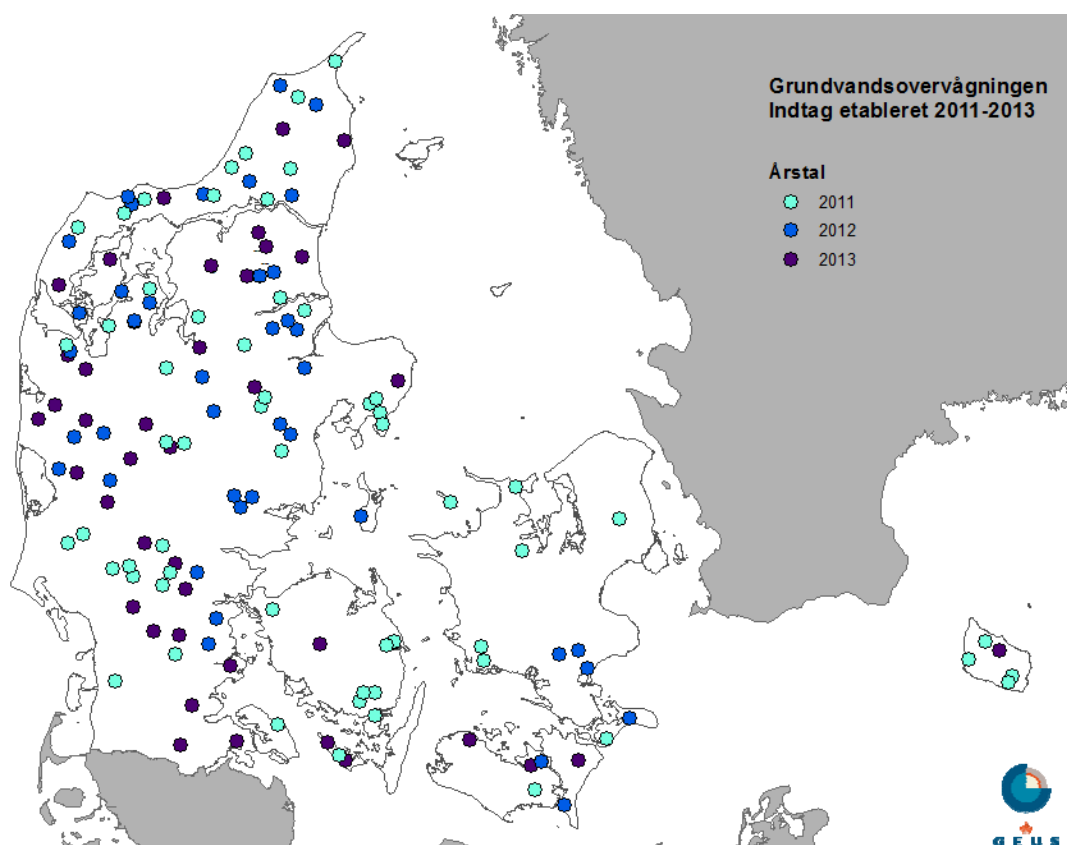 Grundvandsovervågningen
Indtag etableret 2011-2013
Årstal
2011
2012
2013
G E U S